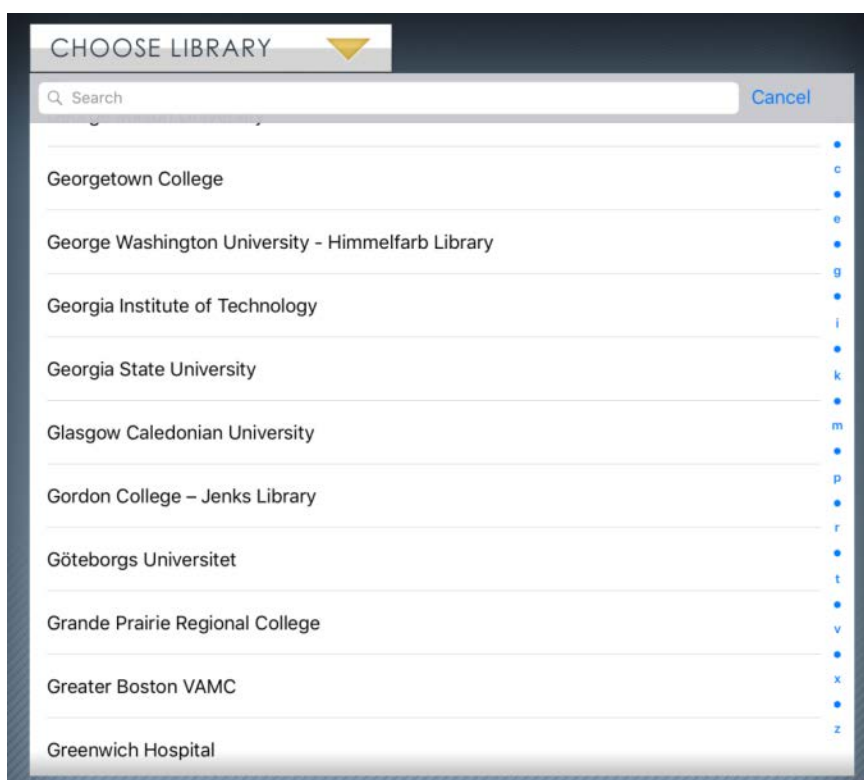 CHOOSE LIBRARY
Search
Cancel
Georgetown College
George Washington University - Himmelfarb Library
Georgia Institute of Technology
Georgia State University
Glasgow Caledonian University
Gordon College – Jenks Library
Göteborgs Universitet
Grande Prairie Regional College
Greater Boston VAMC
Greenwich Hospital
c
e
g
i
k
m
p
r
t
v
x
z